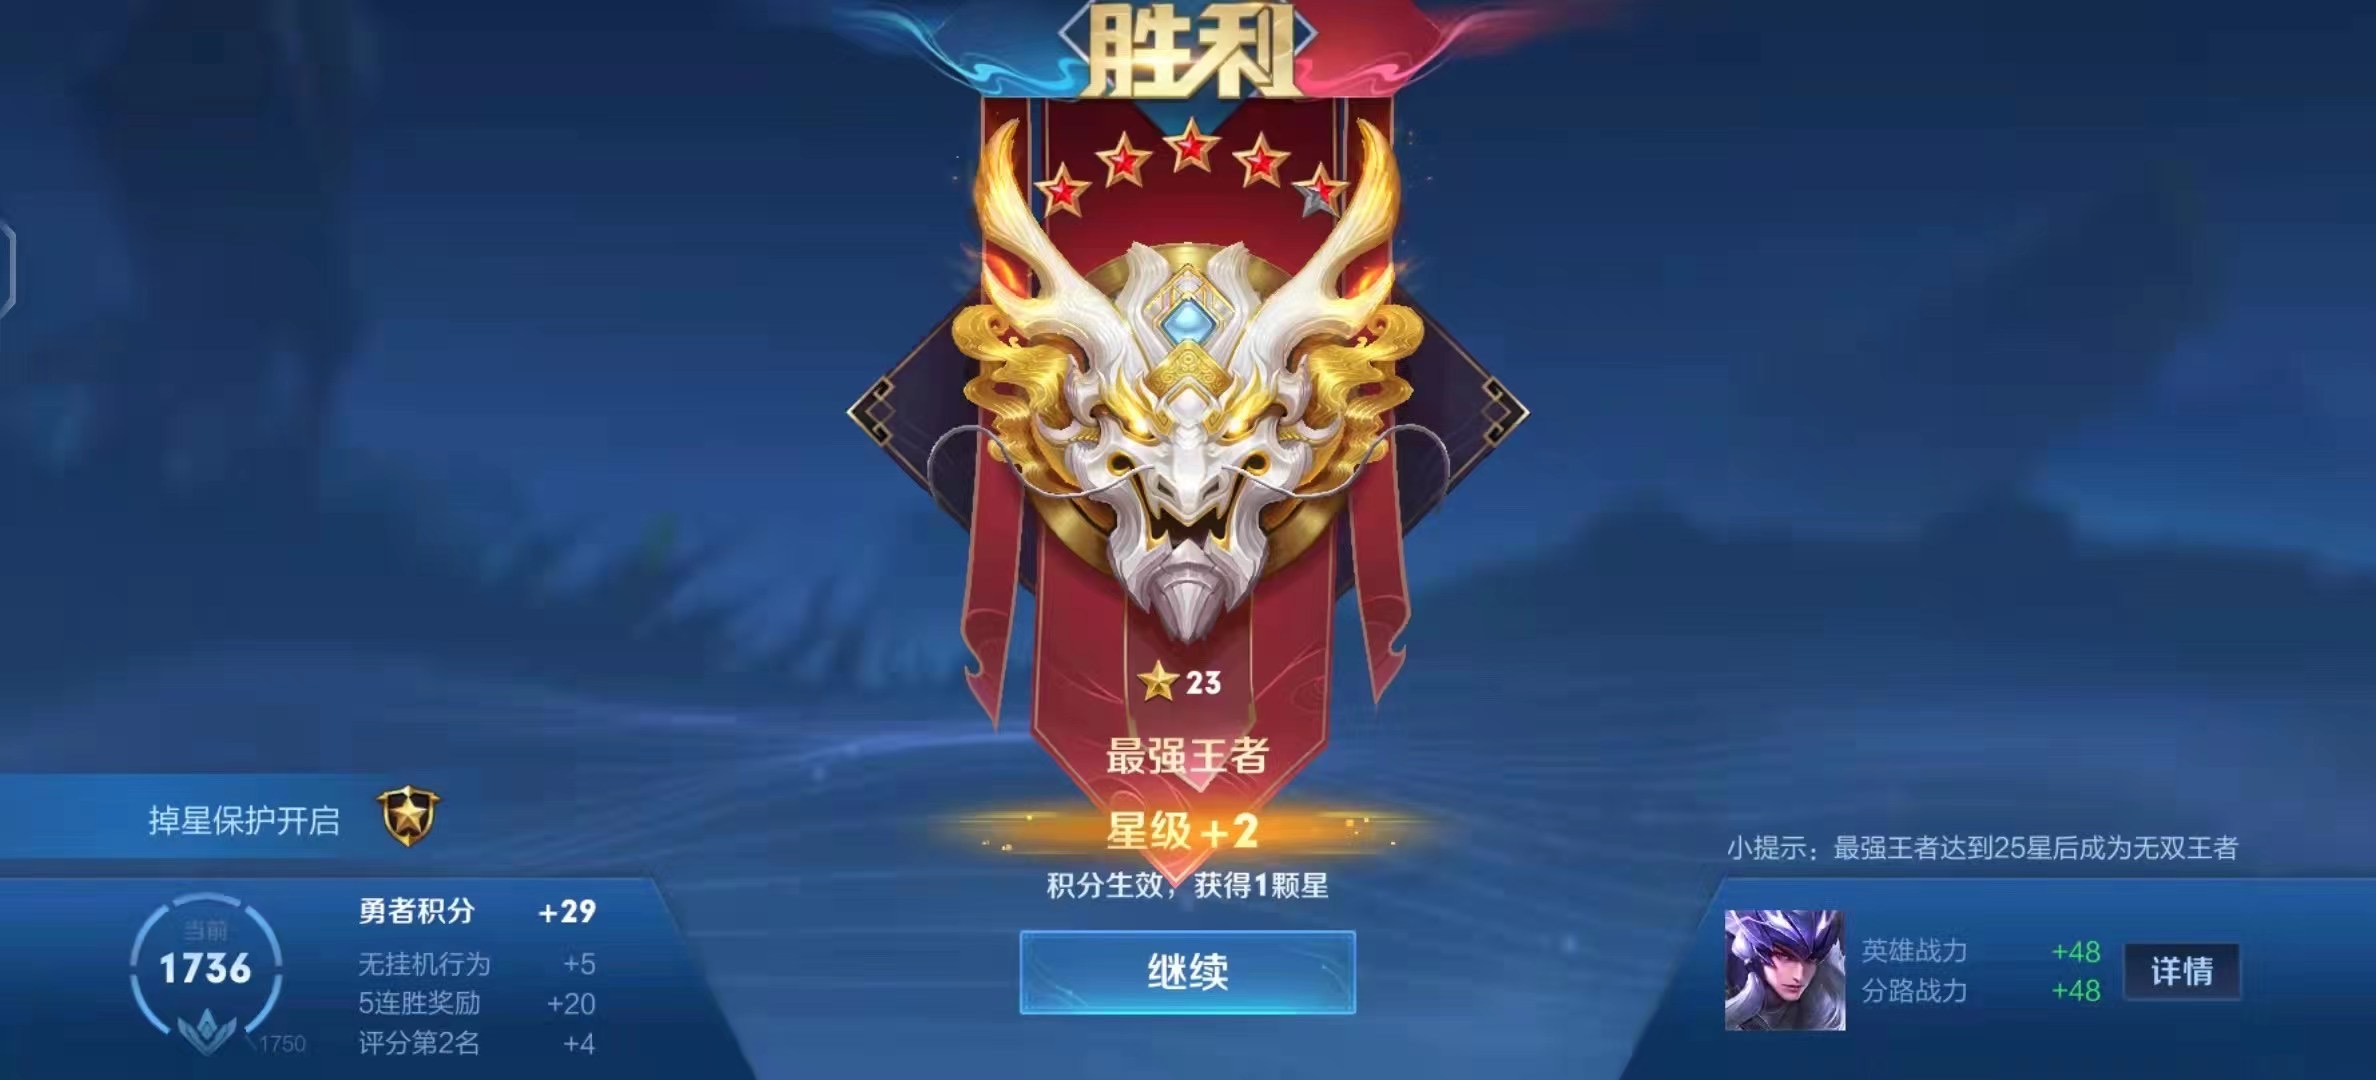 胜利
23
最强王者
星级+2
积分生效，获得1颗星
继续
掉星保护开启
当前
1736
1750
勇者积分 +29
无挂机行为 +5
5连胜奖励 +20
评分第2名 +4
小提示：最强王者达到25星后成为无双王者
英雄战力 +48
分路战力 +48
详情